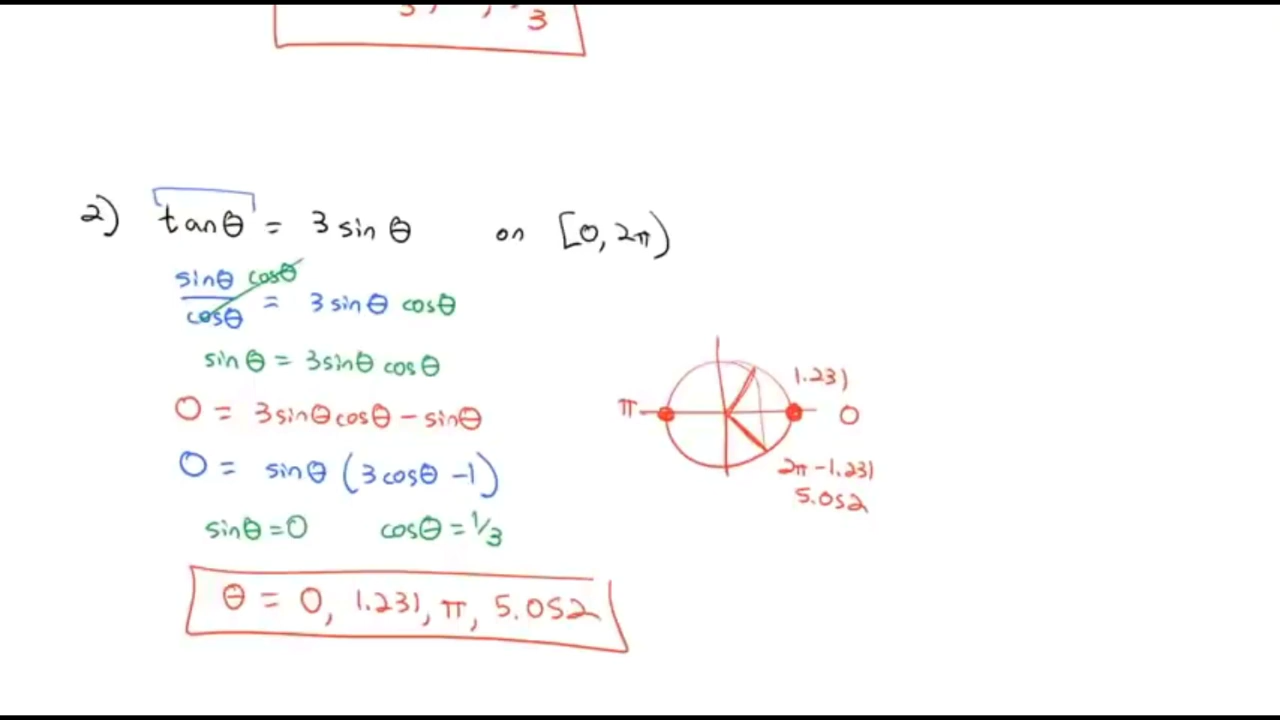 3
2) tanθ = 3 sin θ on [0, 2π)
sinθ cosθ / cosθ = 3 sin θ cosθ
sin θ = 3sinθ cosθ
0 = 3sinθcosθ - sinθ
0 = sinθ (3cosθ -1)
sinθ=0 cosθ = 1/3
θ = 0, 1.231, π, 5.052
1.231
π 0
2π - 1.231
5.052